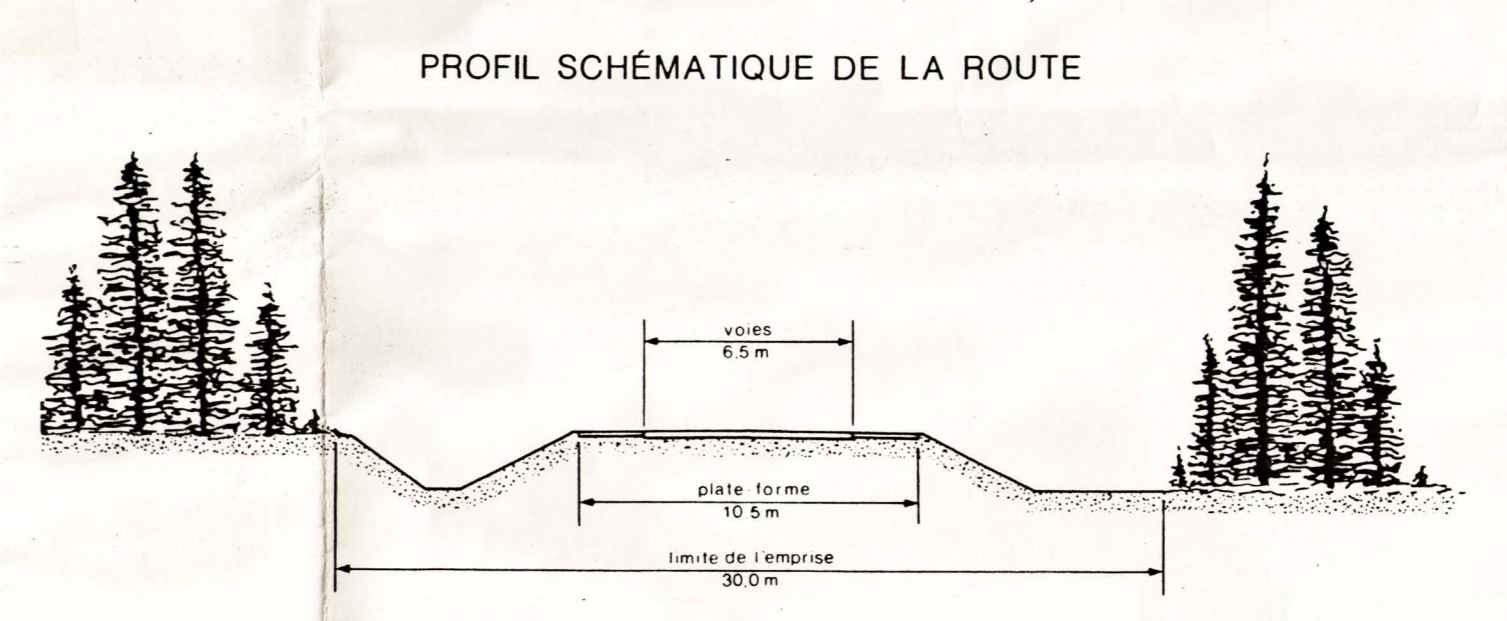 PROFIL SCHÉMATIQUE DE LA ROUTE
voies
6.5 m
plate-forme
10.5 m
limite de l'emprise
30,0 m